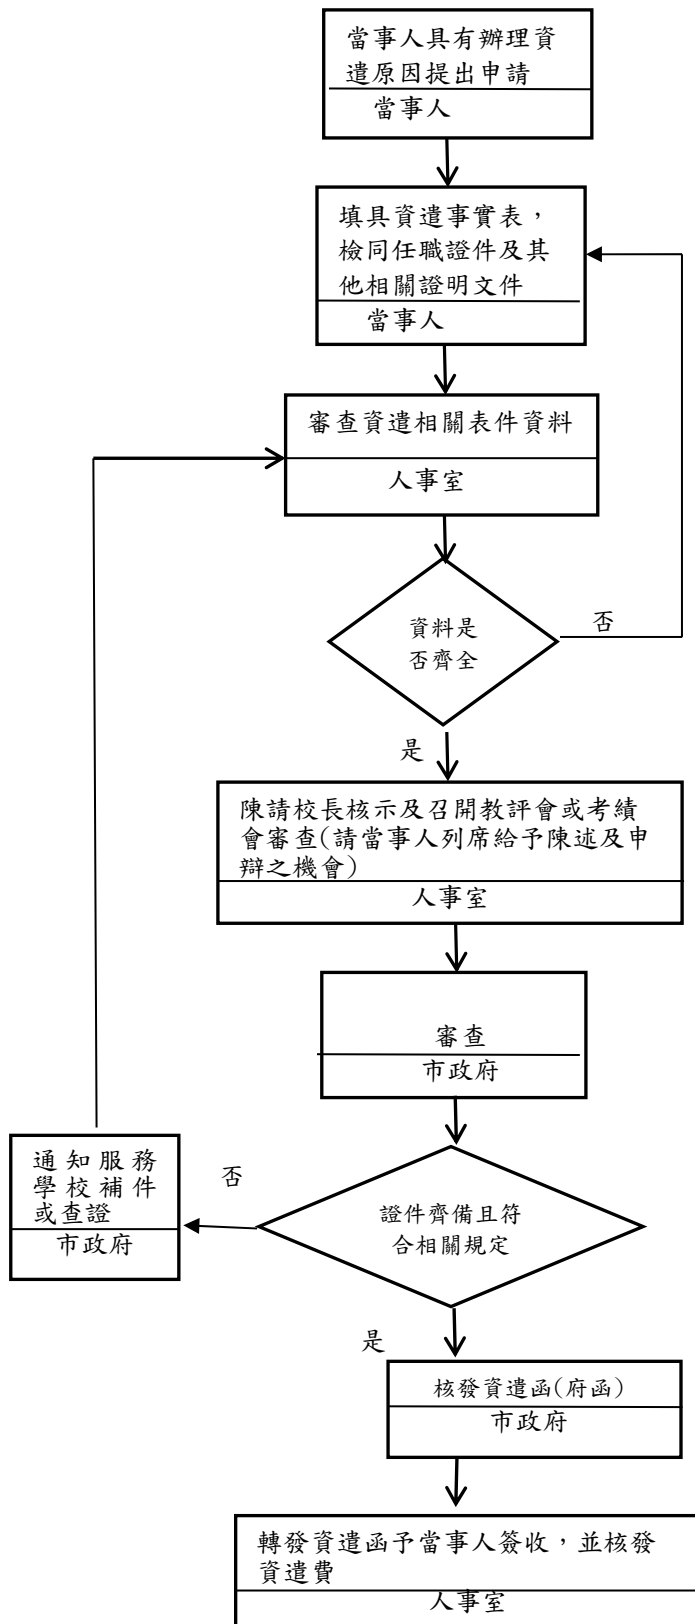 當事人具有辦理資
遣原因提出申請
當事人
填具資遣事實表，
檢同任職證件及其
他相關證明文件
當事人
審查資遣相關表件資料
人事室
資料是
否齊全
否
是
陳請校長核示及召開教評會或考績
會審查(請當事人列席給予陳述及申
辯之機會)
人事室
審查
市政府
通知服務
學校補件
或查證
市政府
否
證件齊備且符
合相關規定
是
核發資遣函(府函)
市政府
轉發資遣函予當事人簽收，並核發
資遣費
人事室